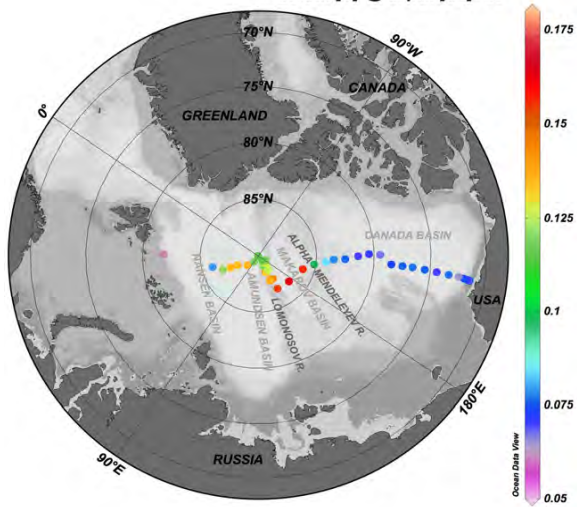 70°N
90°W
CANADA
75°N
GREENLAND
0°
80°N
85°N
CANADA BASIN
ALPHA-MENDELEYEV R.
MAKAROV BASIN
NANSEN BASIN
AMUNDSEN BASIN
LOMONOSOV R.
USA
180°E
90°E
RUSSIA
0.175
0.15
0.125
0.1
0.075
0.05
Ocean Data View